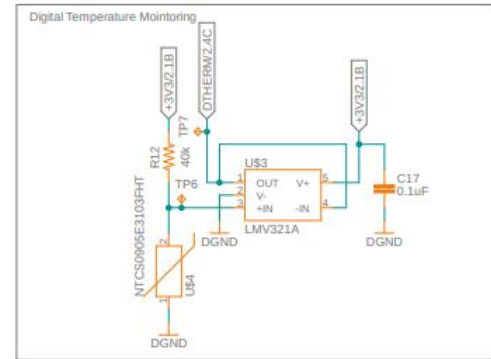 Digital Temperature Mointoring
+3V3/2.1B
DTHERM/2.4C
+3V3/2.1B
TP7
R12
40k
TP6
U$3
1 OUT V+ 5
2 V-
3 +IN -IN 4
LMV321A
C17
0.1uF
DGND
DGND
NTCS0905E3103FHT
2
1
U$4
DGND